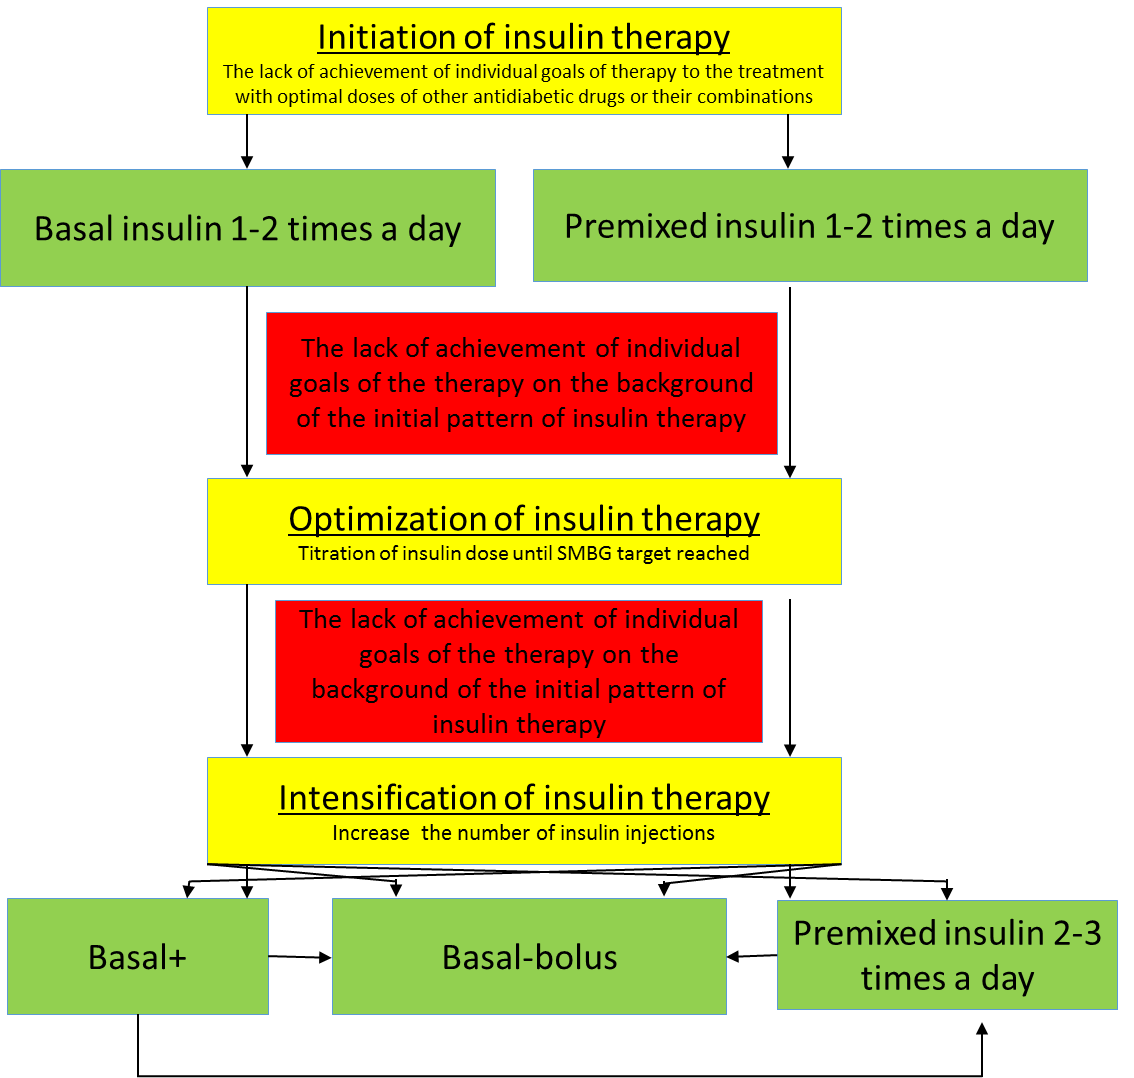 Initiation of insulin therapy
The lack of achievement of individual goals of therapy to the treatment
with optimal doses of other antidiabetic drugs or their combinations
Basal insulin 1-2 times a day
Premixed insulin 1-2 times a day
The lack of achievement of individual
goals of the therapy on the background
of the initial pattern of insulin therapy
Optimization of insulin therapy
Titration of insulin dose until SMBG target reached
The lack of achievement of individual
goals of the therapy on the
background of the initial pattern of
insulin therapy
Intensification of insulin therapy
Increase the number of insulin injections
Basal+
Basal-bolus
Premixed insulin 2-3
times a day